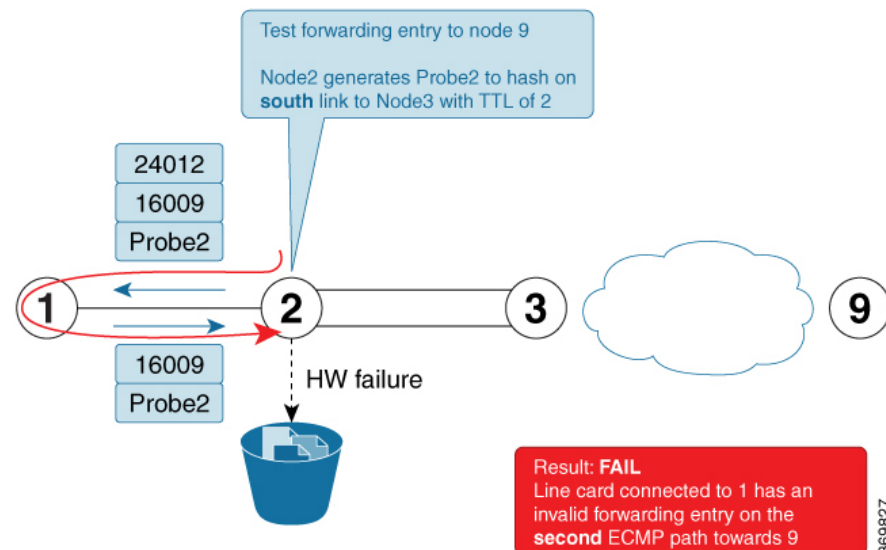 Test forwarding entry to node 9
Node2 generates Probe2 to hash on
south link to Node3 with TTL of 2
24012
16009
Probe2
1
2
3
9
16009
Probe2
HW failure
Result: FAIL
Line card connected to 1 has an
invalid forwarding entry on the
second ECMP path towards 9